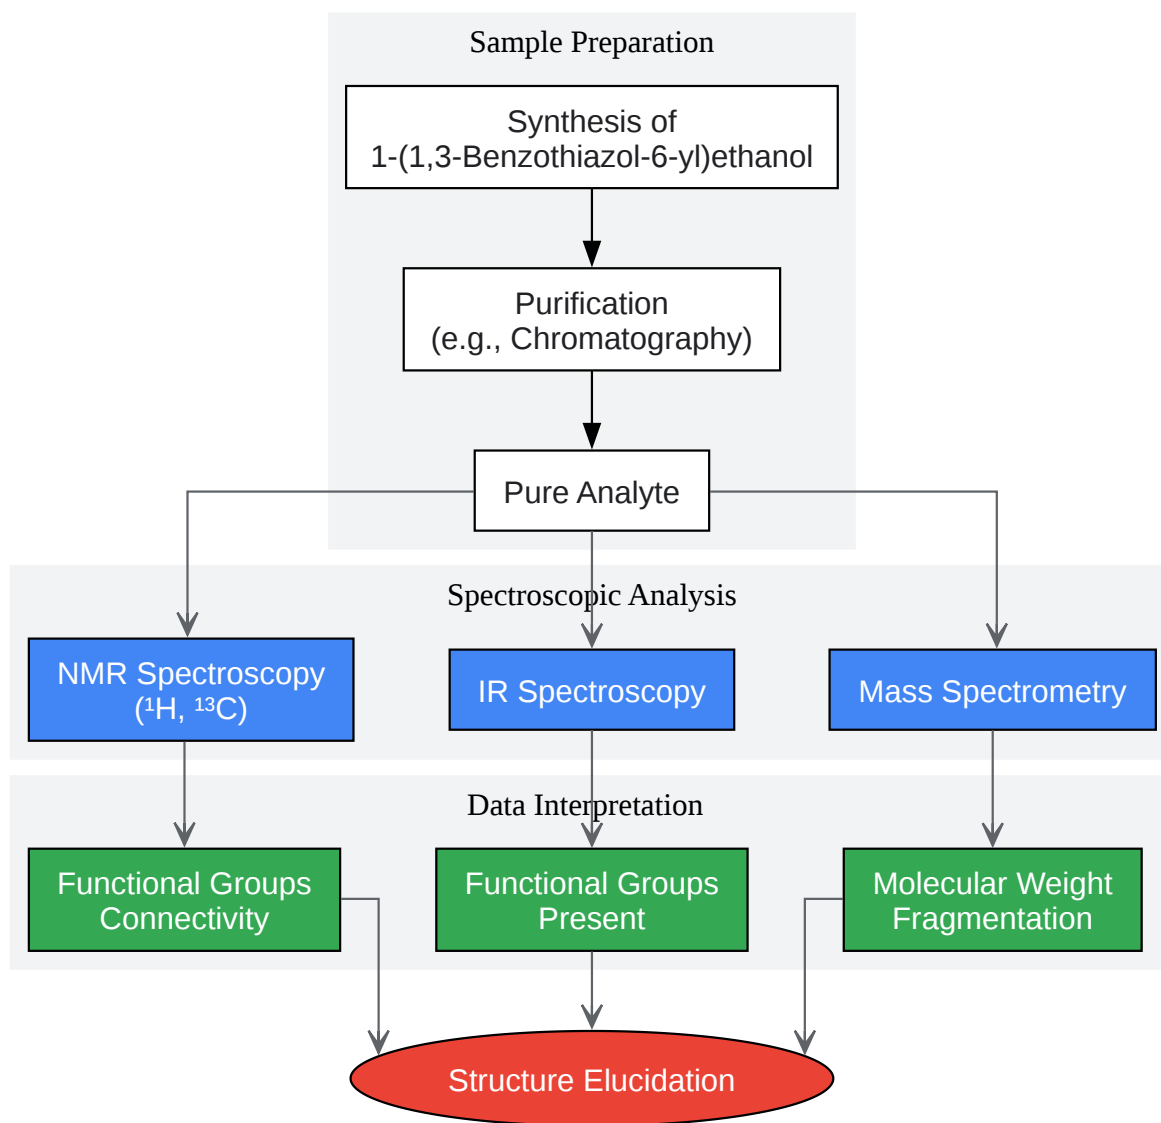 Sample Preparation
Synthesis of
1-(1,3-Benzothiazol-6-yl)ethanol
Purification
(e.g., Chromatography)
Pure Analyte
Spectroscopic Analysis
NMR Spectroscopy
(¹H, ¹³C)
IR Spectroscopy
Mass Spectrometry
Data Interpretation
Functional Groups
Connectivity
Functional Groups
Present
Molecular Weight
Fragmentation
Structure Elucidation